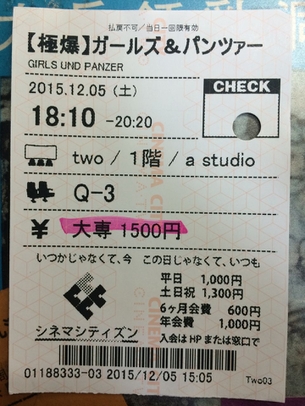 払戻不可/当日一回限有効
【極爆】ガールズ&パンツァー
GIRLS UND PANZER
2015.12.05 (土)
18:10 -20:20
CHECK
two / 1階 / a studio
Q-3
¥ 大専 1500円
いつかじゃなくて、今 この日じゃなくて、いつも
平日 1,000円
土日祝 1,300円
6ヶ月会費 600円
年会費 1,000円
シネマシティズン
入会はHPまたは窓口で
01188333-03 2015/12/05 15:05
Two03